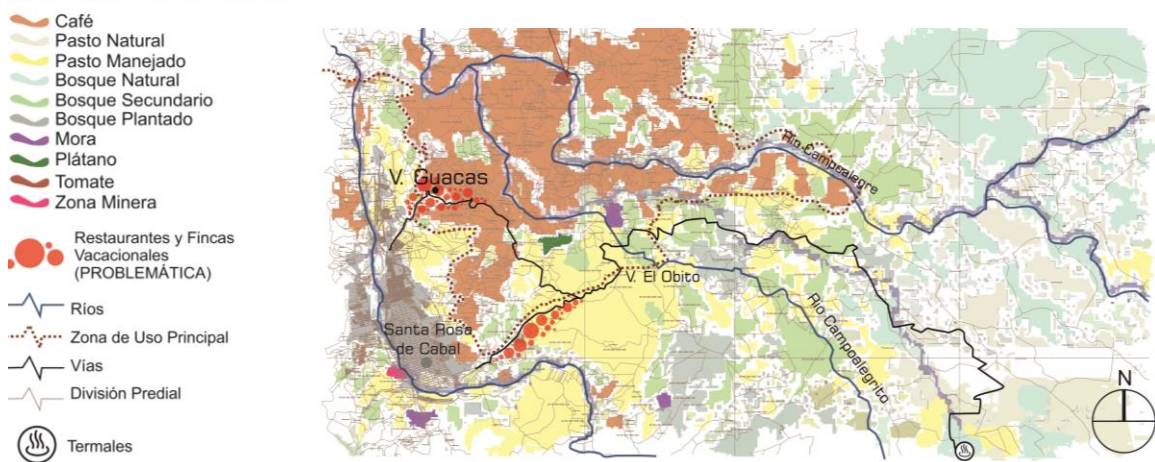 Café
Pasto Natural
Pasto Manejado
Bosque Natural
Bosque Secundario
Bosque Plantado
Mora
Plátano
Tomate
Zona Minera
Restaurantes y Fincas
Vacacionales
(PROBLEMÁTICA)
Ríos
Zona de Uso Principal
Vías
División Predial
Termales
V. Guacas
Río Campoalegre
V. El Obito
Santa Rosa
de Cabal
Río Campoalegrito
N